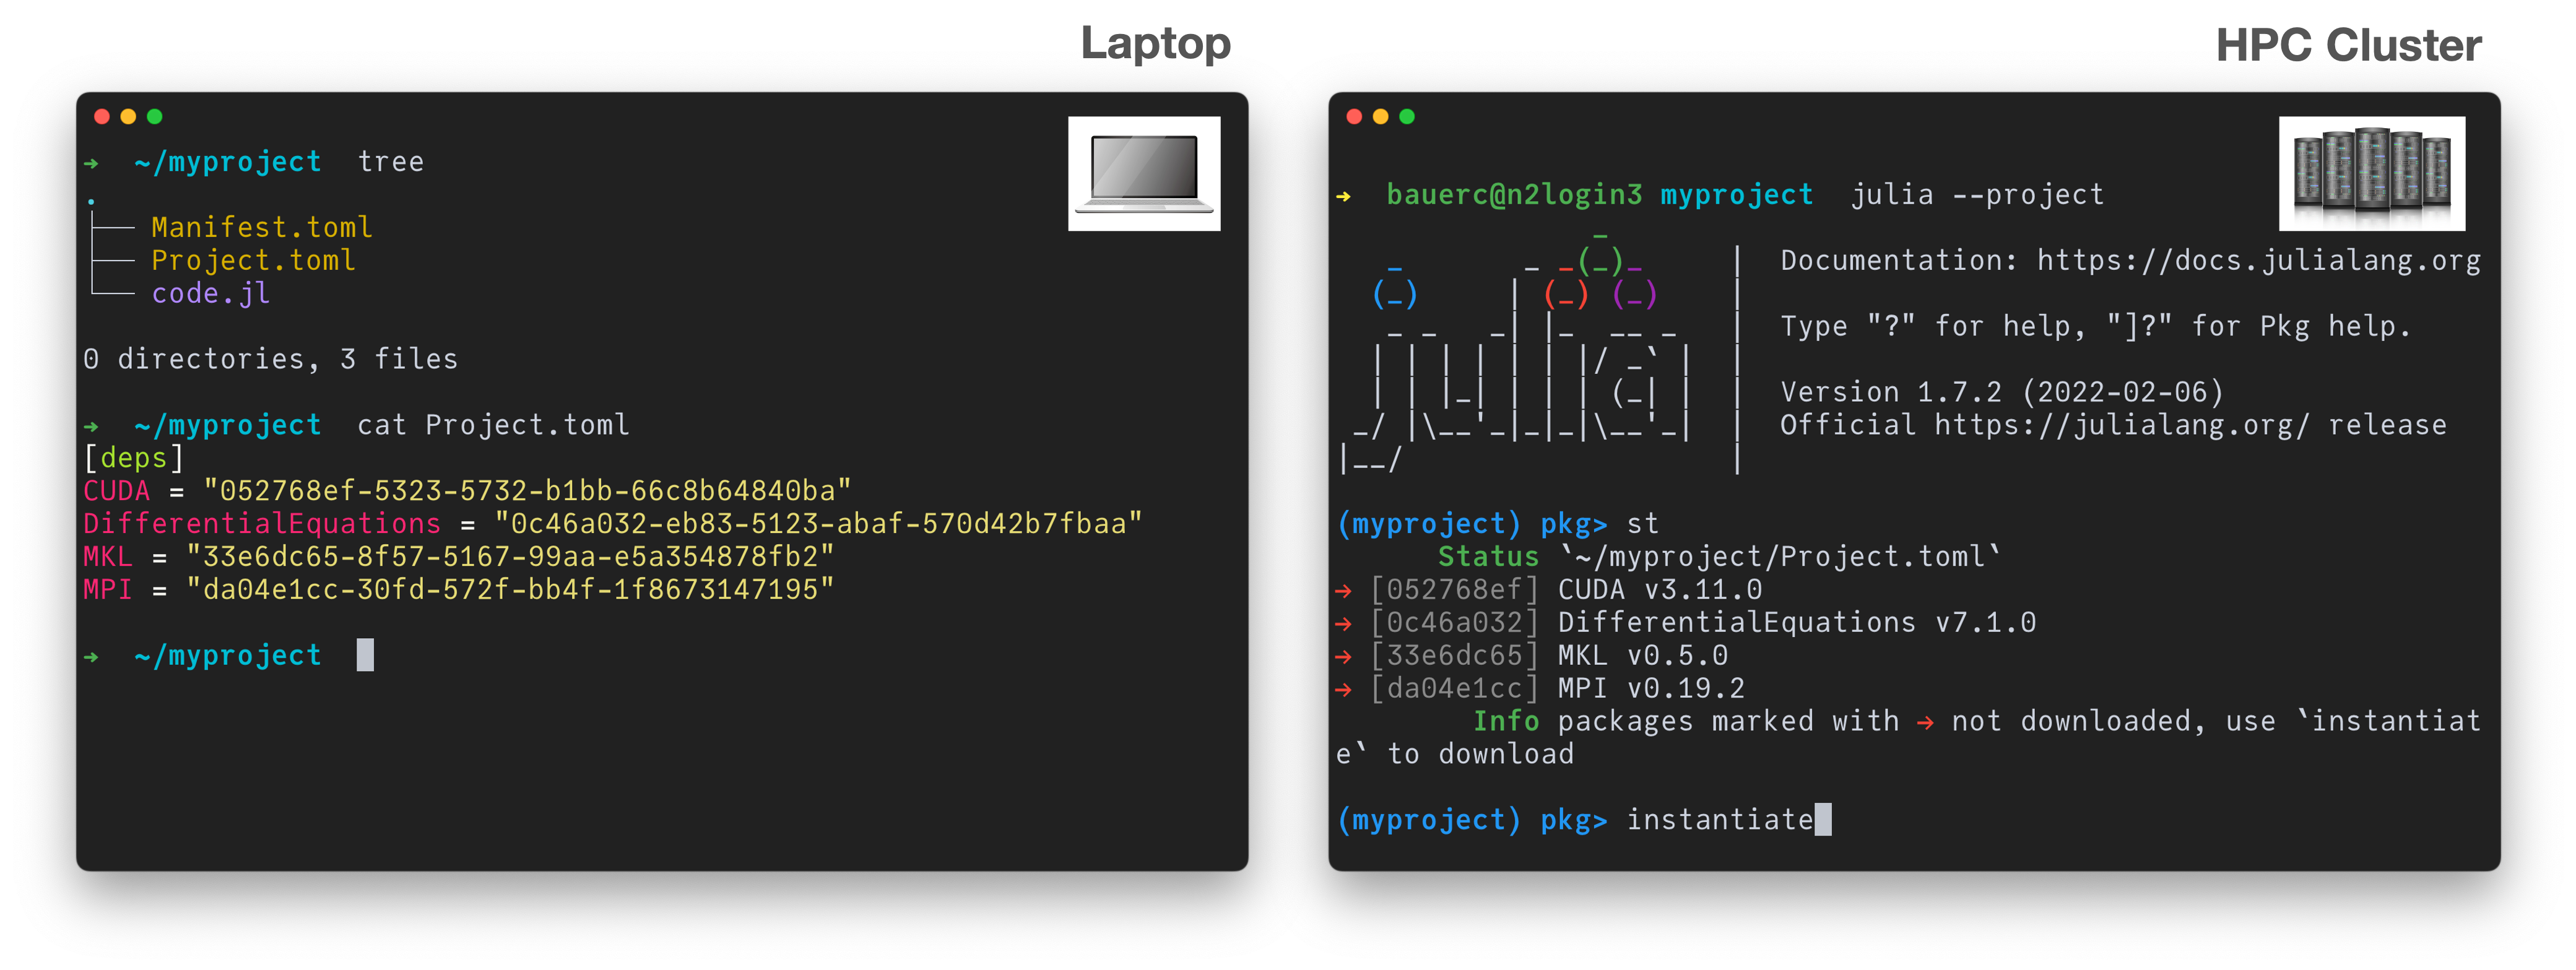 Laptop
→ ~/myproject tree
.
├── Manifest.toml
├── Project.toml
└── code.jl
0 directories, 3 files
→ ~/myproject cat Project.toml
[deps]
CUDA = "052768ef-5323-5732-b1bb-66c8b64840ba"
DifferentialEquations = "0c46a032-eb83-5123-abaf-570d42b7fbaa"
MKL = "33e6dc65-8f57-5167-99aa-e5a354878fb2"
MPI = "da04e1cc-30fd-572f-bb4f-1f8673147195"
→ ~/myproject
HPC Cluster
→ bauerc@n2login3 myproject julia --project
               _
   _       _ _(_)_     |  Documentation: https://docs.julialang.org
  (_)     | (_) (_)    |
   _ _   _| |_  __ _   |  Type "?" for help, "]?" for Pkg help.
  | | | | | | |/ _` |  |
  | | |_| | | | (_| |  |  Version 1.7.2 (2022-02-06)
 _/ |\__'_|_|_|\__'_|  |  Official https://julialang.org/ release
|__/                   |
(myproject) pkg> st
      Status `~/myproject/Project.toml`
→ [052768ef] CUDA v3.11.0
→ [0c46a032] DifferentialEquations v7.1.0
→ [33e6dc65] MKL v0.5.0
→ [da04e1cc] MPI v0.19.2
        Info packages marked with → not downloaded, use `instantiat
e` to download
(myproject) pkg> instantiate